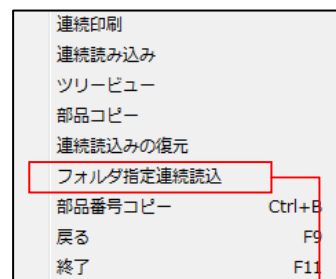 連続印刷
連続読み込み
ツリービュー
部品コピー
連続読込みの復元
フォルダ指定連続読込
部品番号コピー Ctrl+B
戻る F9
終了 F11